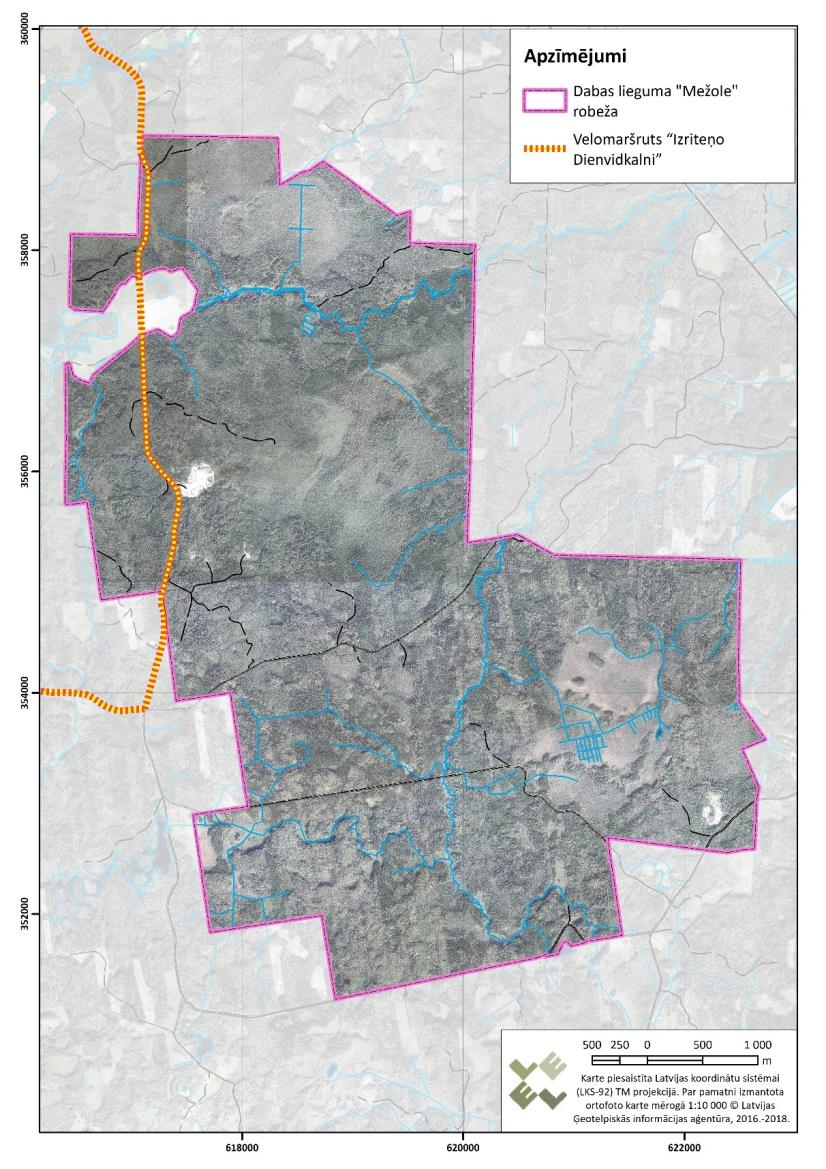 360000
Apzīmējumi
Dabas lieguma "Mežole"
robeža
Velomaršruts “Izriteņo
Dienvidkalni”
358000
356000
354000
352000
500 250 0 500 1 000
m
Karte piesaistīta Latvijas koordinātu sistēmai
(LKS-92) TM projekcijā. Par pamatni izmantota
ortofoto karte mērogā 1:10 000 © Latvijas
Ģeotelpiskās informācijas aģentūra, 2016.-2018.
618000 620000 622000